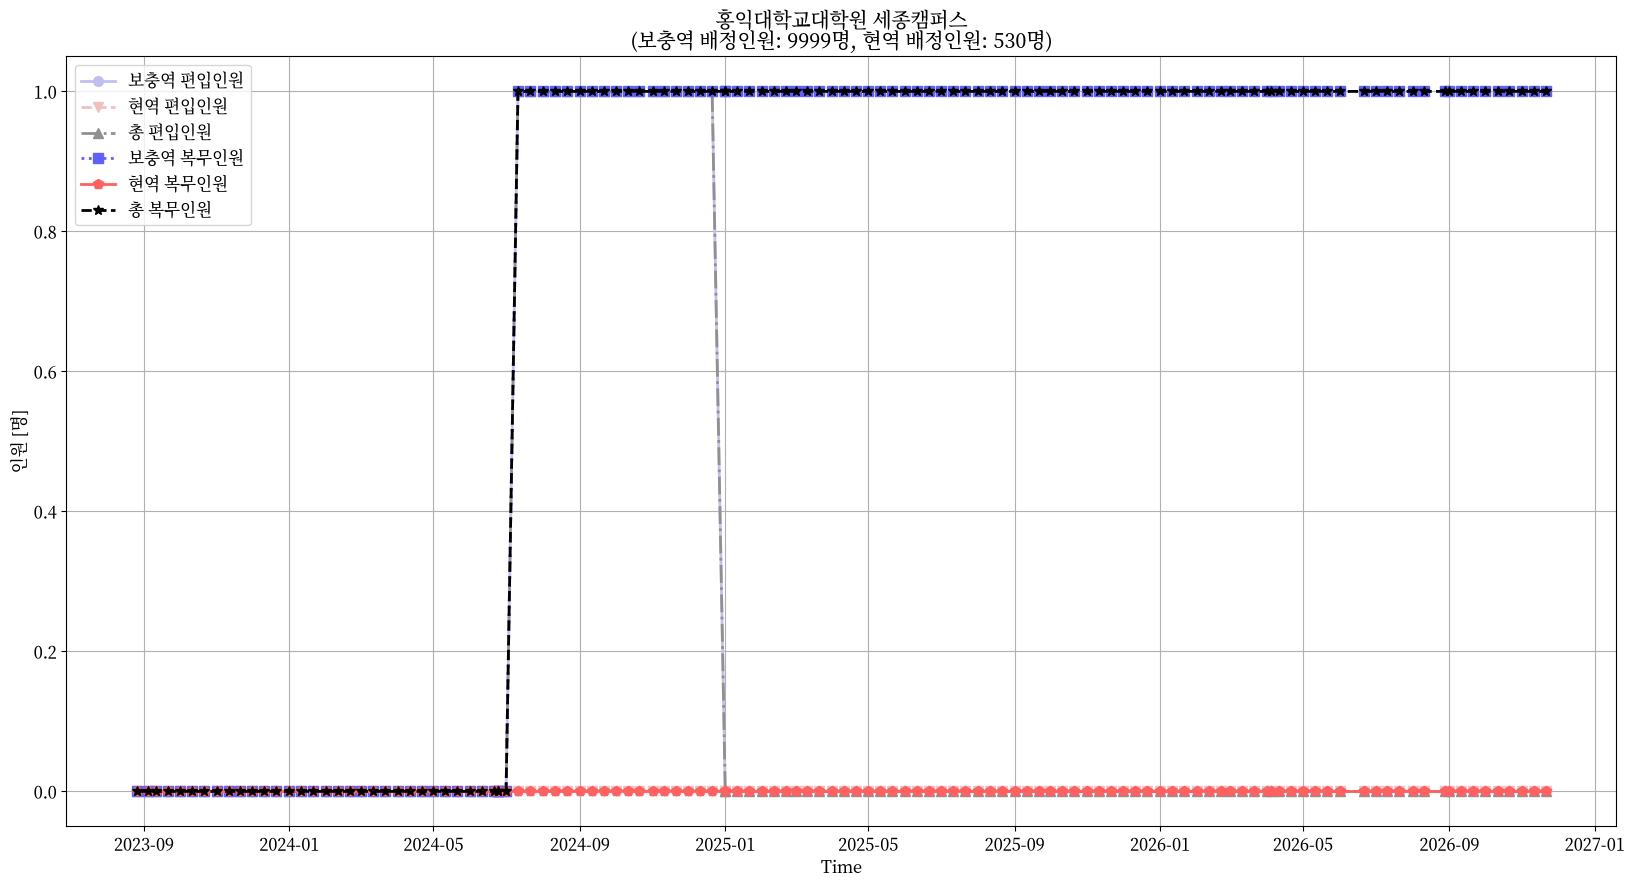 홍익대학교대학원 세종캠퍼스
(보충역 배정인원: 9999명, 현역 배정인원: 530명)
보충역 편입인원
현역 편입인원
총 편입인원
보충역 복무인원
현역 복무인원
총 복무인원
인원 [명]
1.0
0.8
0.6
0.4
0.2
0.0
2023-09
2024-01
2024-05
2024-09
2025-01
2025-05
2025-09
2026-01
2026-05
2026-09
2027-01
Time